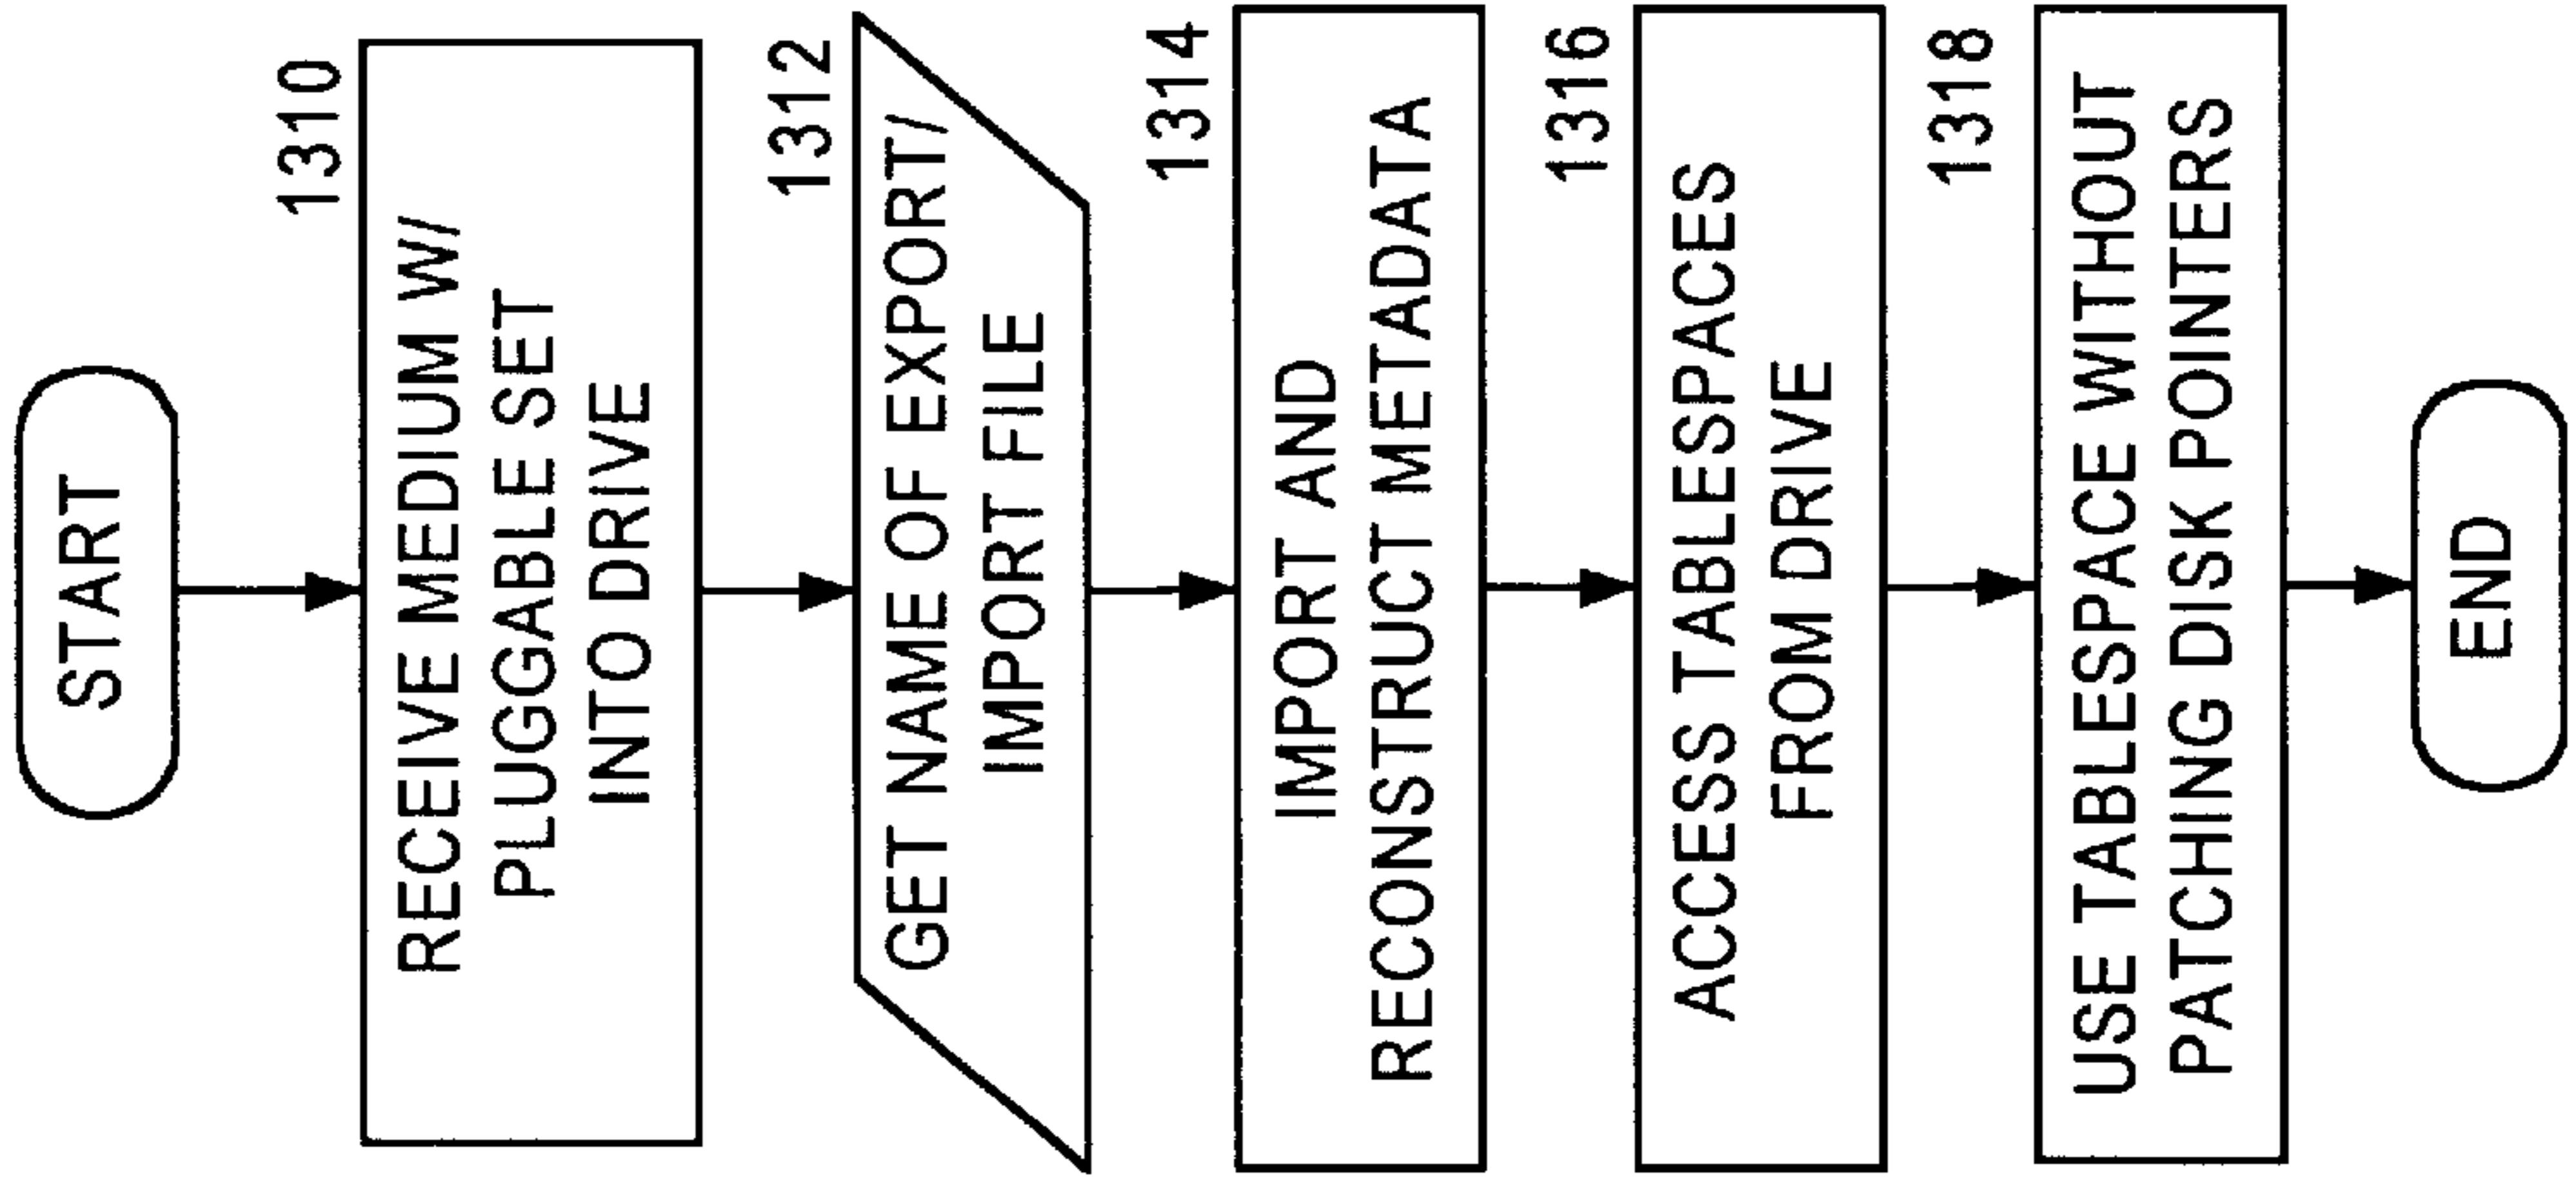 START
1310
RECEIVE MEDIUM W/
PLUGGABLE SET
INTO DRIVE
1312
GET NAME OF EXPORT/
IMPORT FILE
1314
IMPORT AND
RECONSTRUCT METADATA
1316
ACCESS TABLESPACES
FROM DRIVE
1318
USE TABLESPACE WITHOUT
PATCHING DISK POINTERS
END